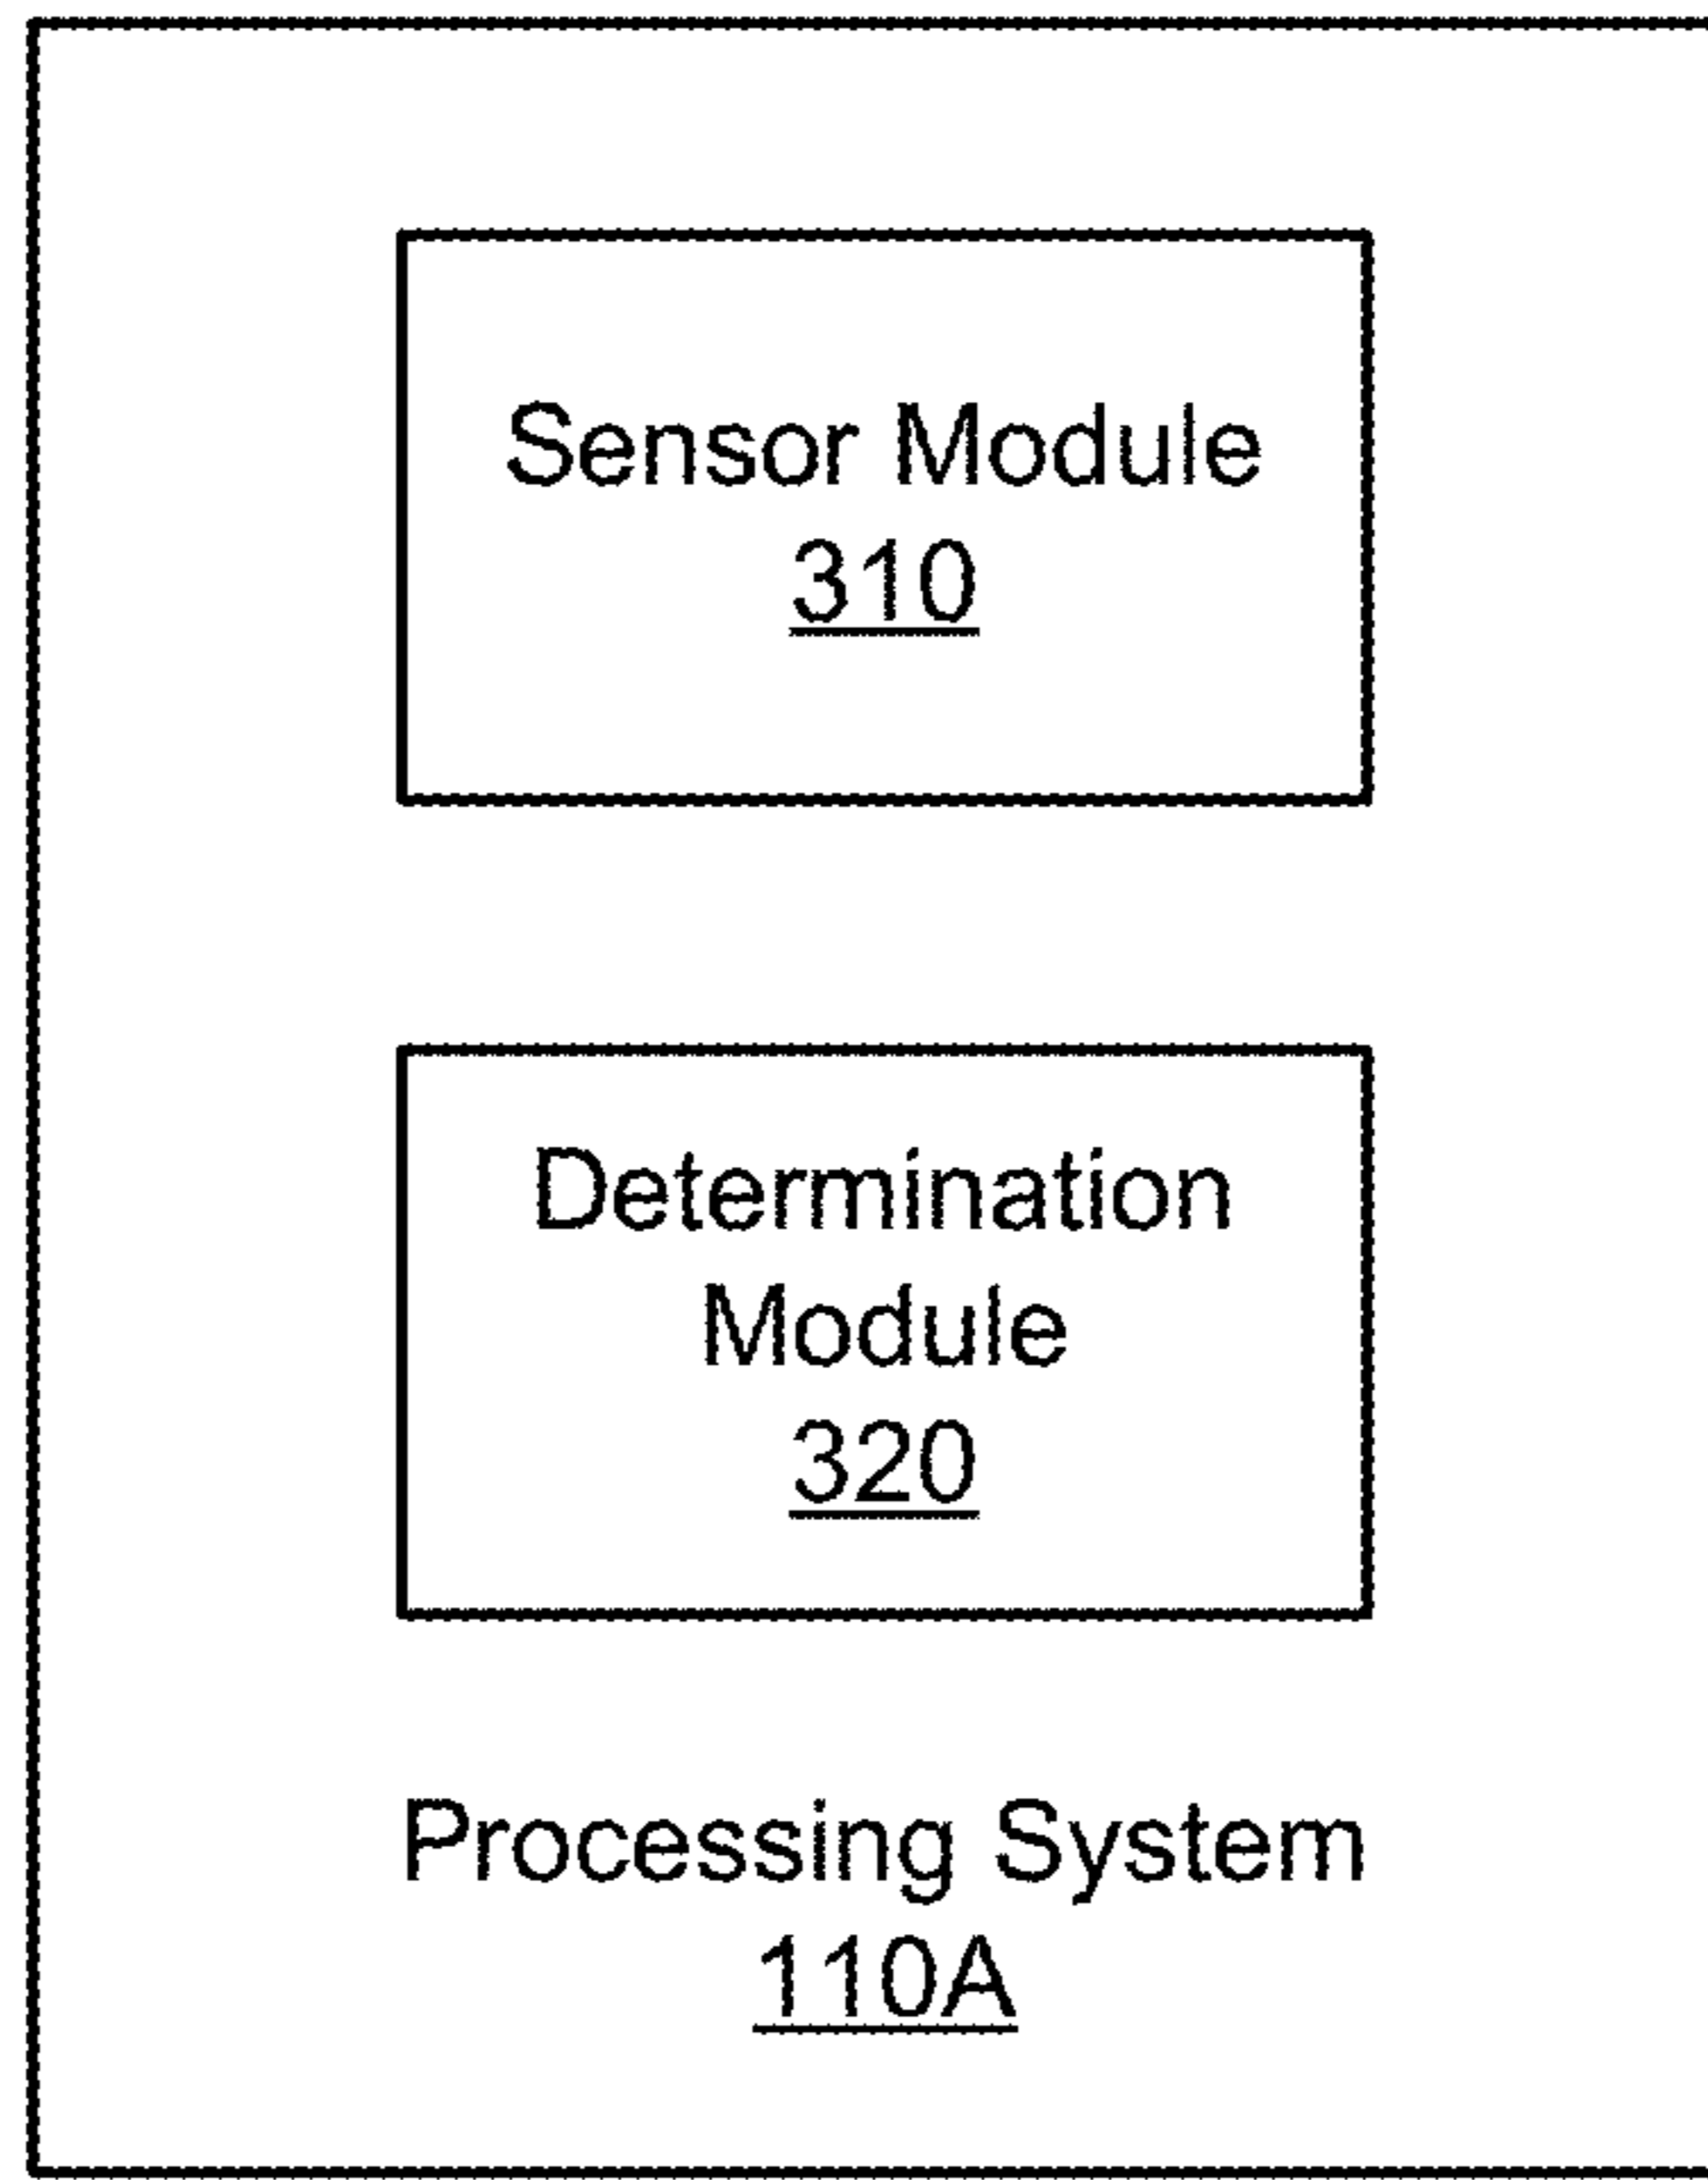 Sensor Module
310
Determination
Module
320
Processing System
110A